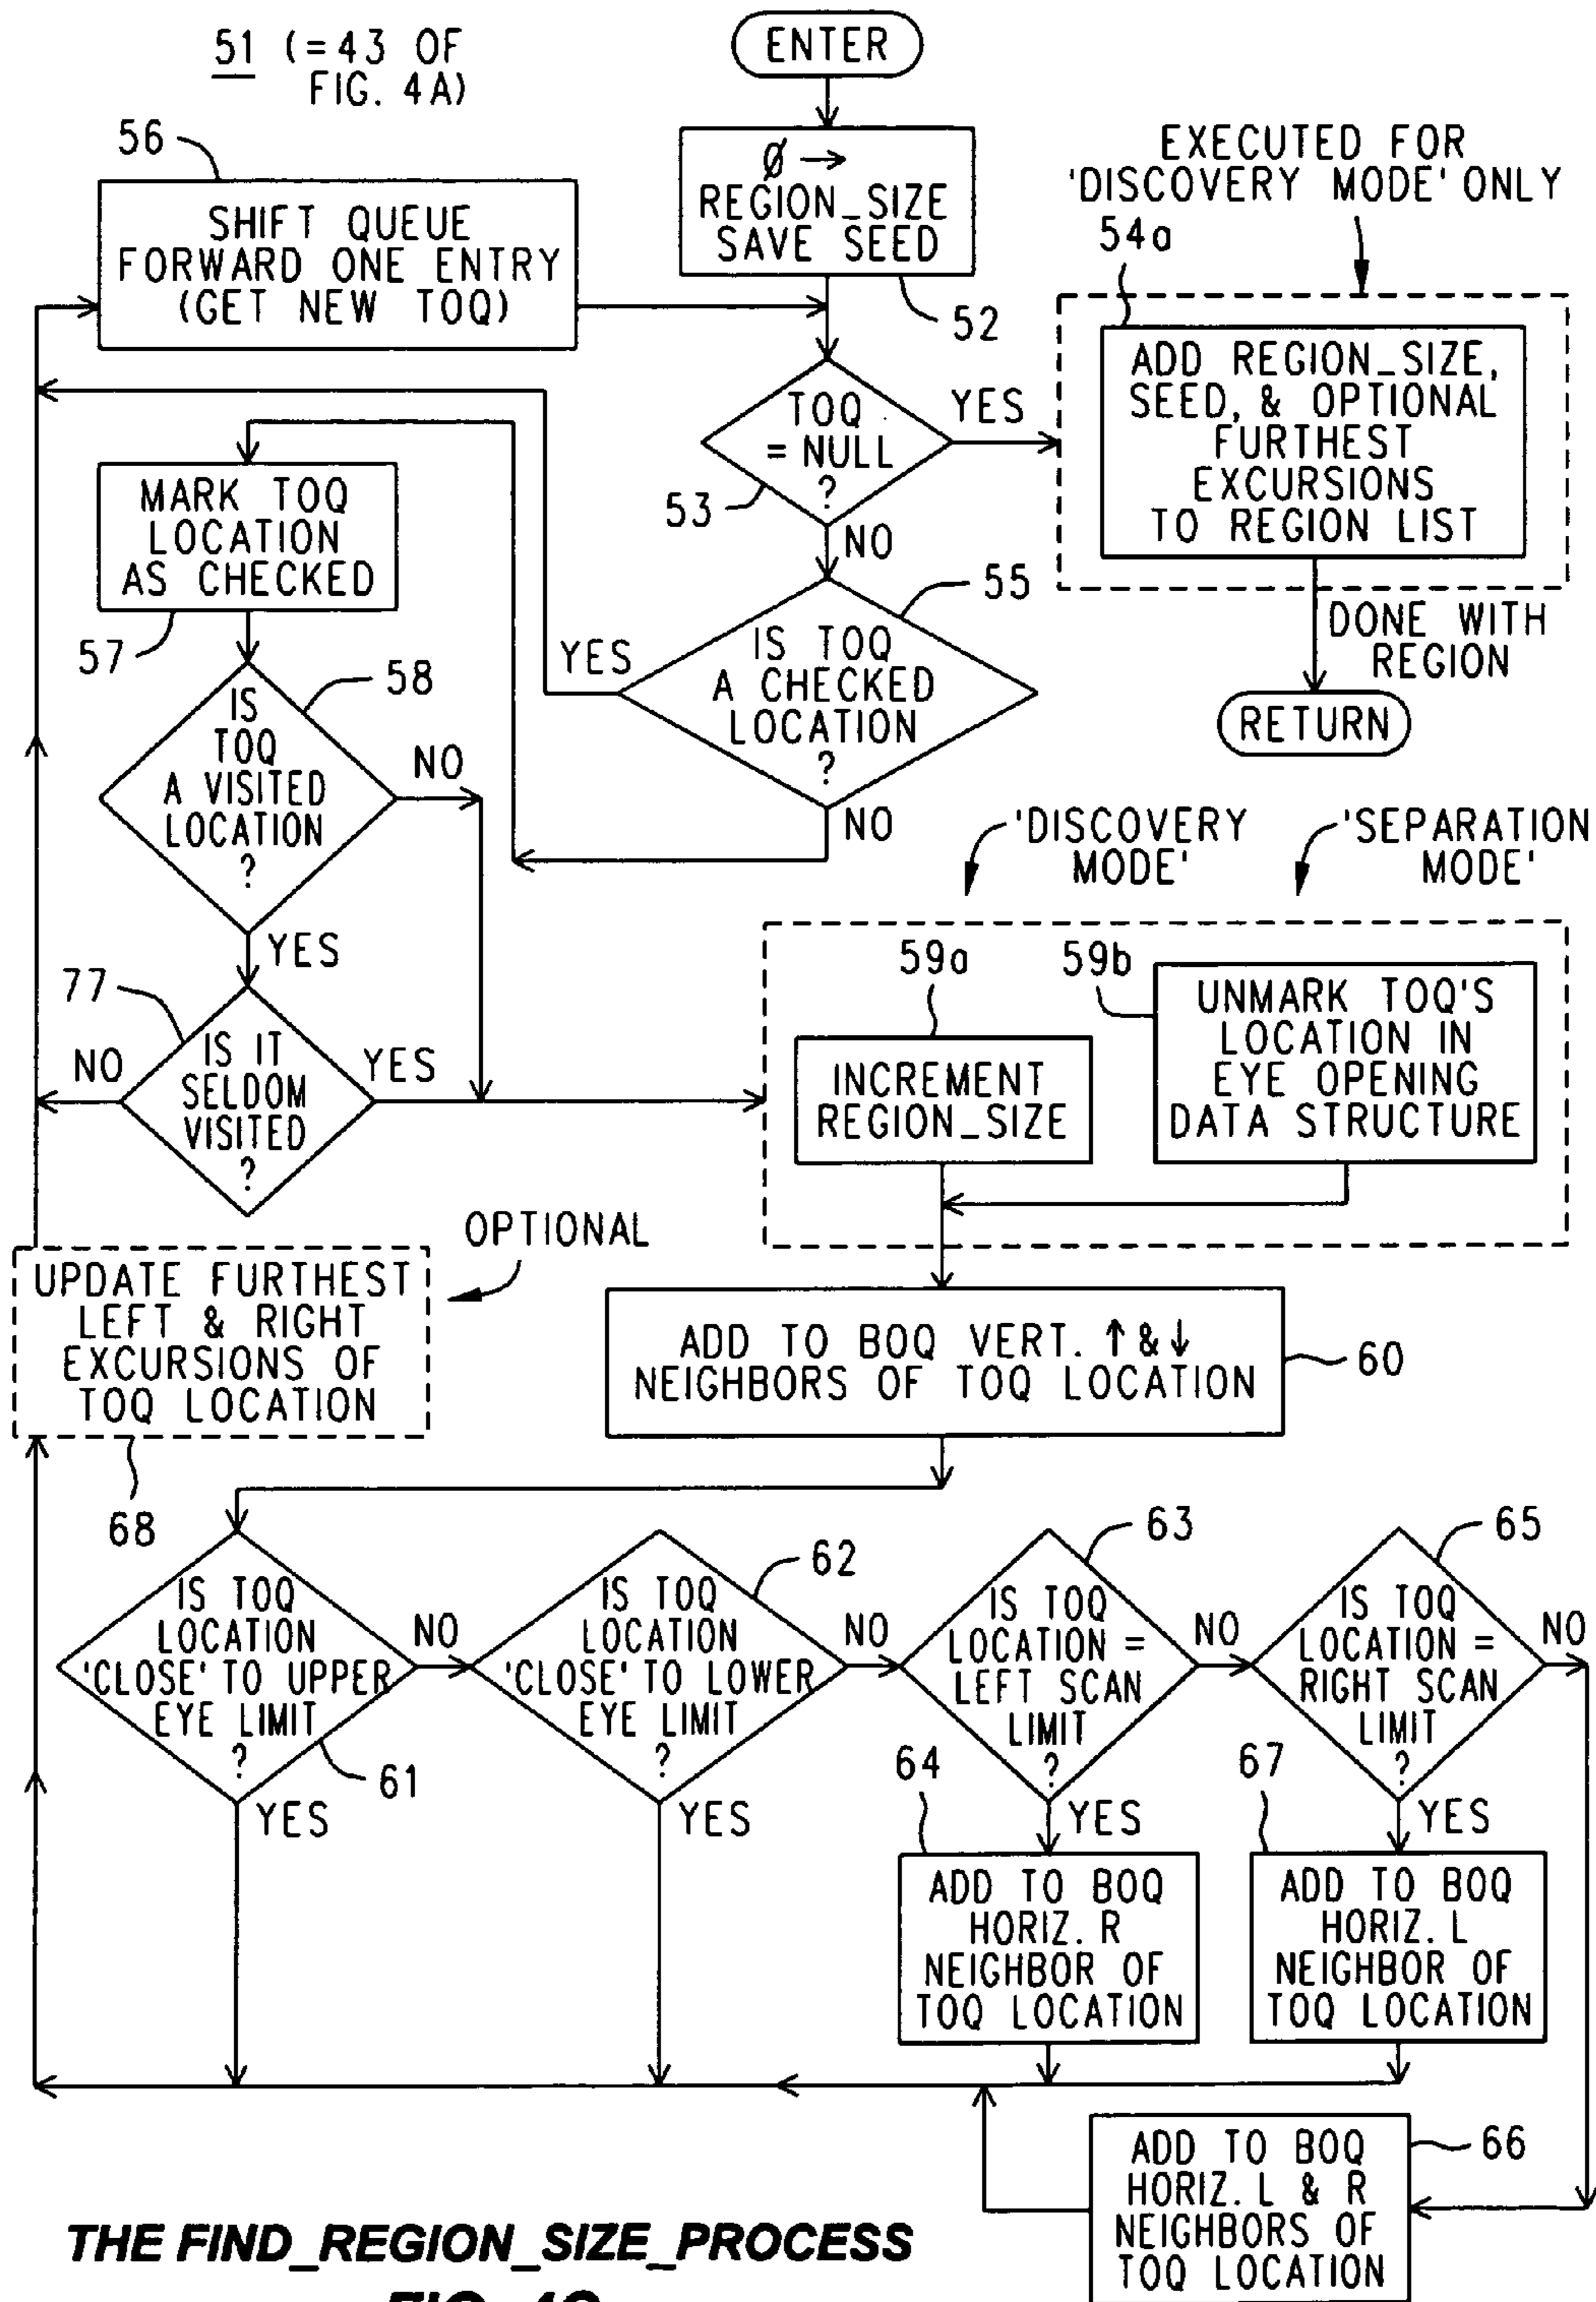 51 (=43 OF
FIG. 4A)
ENTER
56
SHIFT QUEUE
FORWARD ONE ENTRY
(GET NEW TOQ)
Ø →
REGION_SIZE
SAVE SEED
52
EXECUTED FOR
'DISCOVERY MODE' ONLY
54a
ADD REGION_SIZE,
SEED, & OPTIONAL
FURTHEST
EXCURSIONS
TO REGION LIST
TOQ
= NULL
?
YES
53
NO
MARK TOQ
LOCATION
AS CHECKED
57
55
IS TOQ
A CHECKED
LOCATION
?
YES
NO
DONE WITH
REGION
RETURN
58
IS
TOQ
A VISITED
LOCATION
?
NO
YES
77
IS IT
SELDOM
VISITED
?
NO
YES
'DISCOVERY
MODE'
'SEPARATION
MODE'
59a
INCREMENT
REGION_SIZE
59b
UNMARK TOQ'S
LOCATION IN
EYE OPENING
DATA STRUCTURE
OPTIONAL
UPDATE FURTHEST
LEFT & RIGHT
EXCURSIONS OF
TOQ LOCATION
68
ADD TO BOQ VERT. ↑ & ↓
NEIGHBORS OF TOQ LOCATION
60
IS TOQ
LOCATION
'CLOSE' TO UPPER
EYE LIMIT
?
61
NO
YES
62
IS TOQ
LOCATION
'CLOSE' TO LOWER
EYE LIMIT
?
NO
YES
63
IS TOQ
LOCATION =
LEFT SCAN
LIMIT
?
NO
YES
64
ADD TO BOQ
HORIZ. R
NEIGHBOR OF
TOQ LOCATION
65
IS TOQ
LOCATION =
RIGHT SCAN
LIMIT
?
NO
YES
67
ADD TO BOQ
HORIZ. L
NEIGHBOR OF
TOQ LOCATION
66
ADD TO BOQ
HORIZ. L & R
NEIGHBORS OF
TOQ LOCATION
THE FIND_REGION_SIZE_PROCESS